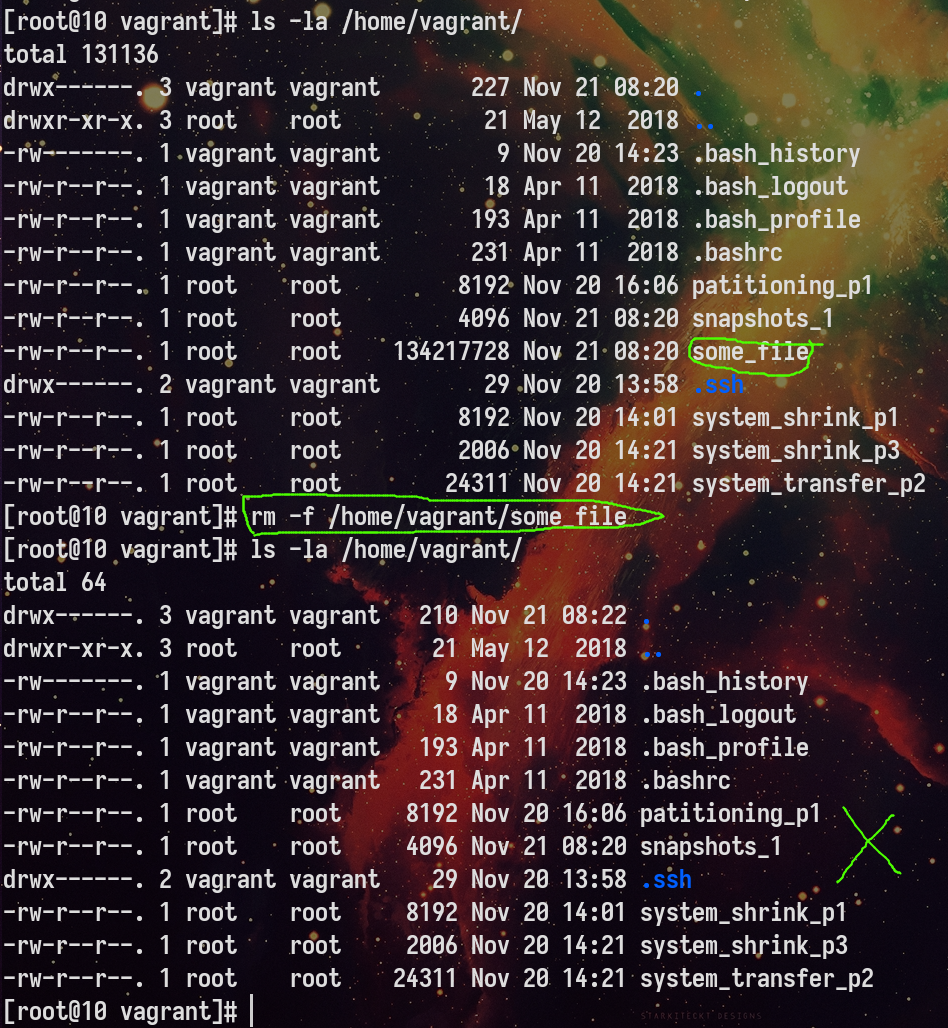 [root@10 vagrant]# ls -la /home/vagrant/
total 131136
drwx------. 3 vagrant vagrant       227 Nov 21 08:20 .
drwxr-xr-x. 3 root    root           21 May 12  2018 ..
-rw-------. 1 vagrant vagrant         9 Nov 20 14:23 .bash_history
-rw-r--r--. 1 vagrant vagrant        18 Apr 11  2018 .bash_logout
-rw-r--r--. 1 vagrant vagrant       193 Apr 11  2018 .bash_profile
-rw-r--r--. 1 vagrant vagrant       231 Apr 11  2018 .bashrc
-rw-r--r--. 1 root    root         8192 Nov 20 16:06 patitioning_p1
-rw-r--r--. 1 root    root         4096 Nov 21 08:20 snapshots_1
-rw-r--r--. 1 root    root    134217728 Nov 21 08:20 some_file
drwx------. 2 vagrant vagrant        29 Nov 20 13:58 .ssh
-rw-r--r--. 1 root    root         8192 Nov 20 14:01 system_shrink_p1
-rw-r--r--. 1 root    root         2006 Nov 20 14:21 system_shrink_p3
-rw-r--r--. 1 root    root        24311 Nov 20 14:21 system_transfer_p2
[root@10 vagrant]# rm -f /home/vagrant/some_file
[root@10 vagrant]# ls -la /home/vagrant/
total 64
drwx------. 3 vagrant vagrant   210 Nov 21 08:22 .
drwxr-xr-x. 3 root    root       21 May 12  2018 ..
-rw-------. 1 vagrant vagrant     9 Nov 20 14:23 .bash_history
-rw-r--r--. 1 vagrant vagrant    18 Apr 11  2018 .bash_logout
-rw-r--r--. 1 vagrant vagrant   193 Apr 11  2018 .bash_profile
-rw-r--r--. 1 vagrant vagrant   231 Apr 11  2018 .bashrc
-rw-r--r--. 1 root    root     8192 Nov 20 16:06 patitioning_p1
-rw-r--r--. 1 root    root     4096 Nov 21 08:20 snapshots_1
drwx------. 2 vagrant vagrant    29 Nov 20 13:58 .ssh
-rw-r--r--. 1 root    root     8192 Nov 20 14:01 system_shrink_p1
-rw-r--r--. 1 root    root     2006 Nov 20 14:21 system_shrink_p3
-rw-r--r--. 1 root    root    24311 Nov 20 14:21 system_transfer_p2
[root@10 vagrant]#
STARKITECKT DESIGNS